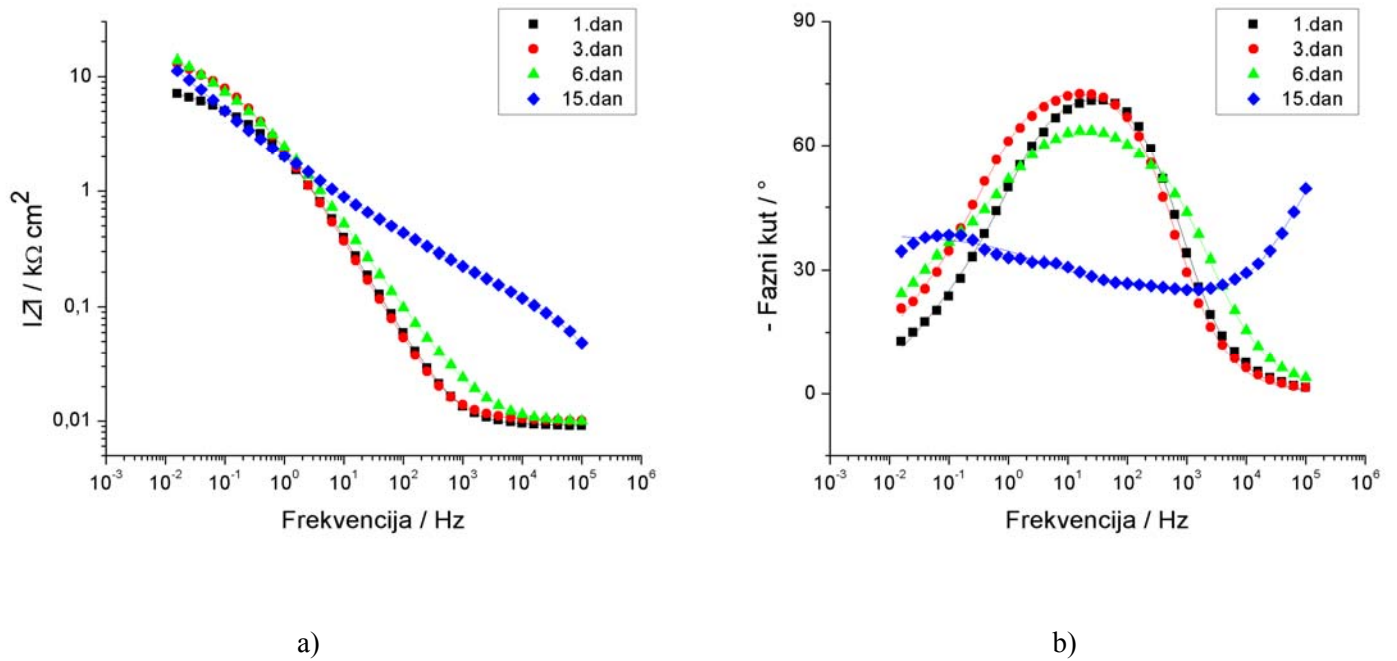 1.dan
3.dan
6.dan
15.dan
10
1
0,1
0,01
|Z| / kΩ cm²
10⁻³ 10⁻² 10⁻¹ 10⁰ 10¹ 10² 10³ 10⁴ 10⁵ 10⁶
Frekvencija / Hz
a)
1.dan
3.dan
6.dan
15.dan
90
60
30
0
- Fazni kut / °
10⁻³ 10⁻² 10⁻¹ 10⁰ 10¹ 10² 10³ 10⁴ 10⁵ 10⁶
Frekvencija / Hz
b)